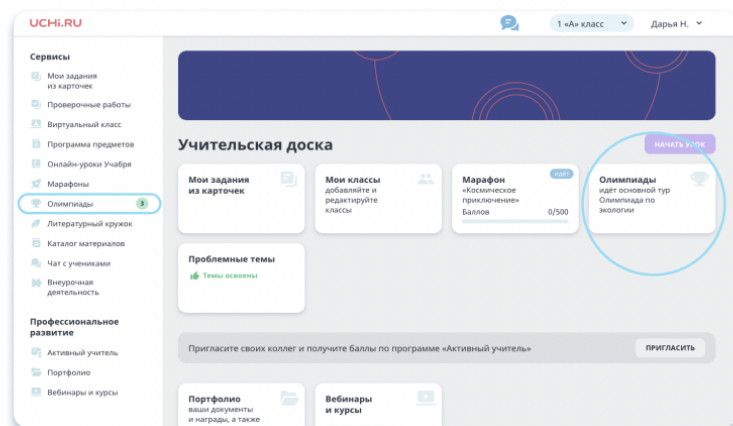 UCHi.RU
1 «А» класс
Дарья Н.
Сервисы
Мои задания
из карточек
Проверочные работы
Виртуальный класс
Программа предметов
Онлайн-уроки Учабря
Марафоны
Олимпиады
3
Литературный кружок
Каталог материалов
Чат с учениками
Внеурочная
деятельность
Профессиональное
развитие
Активный учитель
Портфолио
Вебинары и курсы
Учительская доска
НАЧАТЬ УРОК
Мои задания
из карточек
Мои классы
добавляйте и
редактируйте
классы
Марафон
ИДЁТ
«Космическое
приключение»
Баллов 0/500
Олимпиады
идёт основной тур
Олимпиада по
экологии
Проблемные темы
Темы освоены
Пригласите своих коллег и получите баллы по программе «Активный учитель»
ПРИГЛАСИТЬ
Портфолио
ваши документы
и награды, а также
Вебинары
и курсы